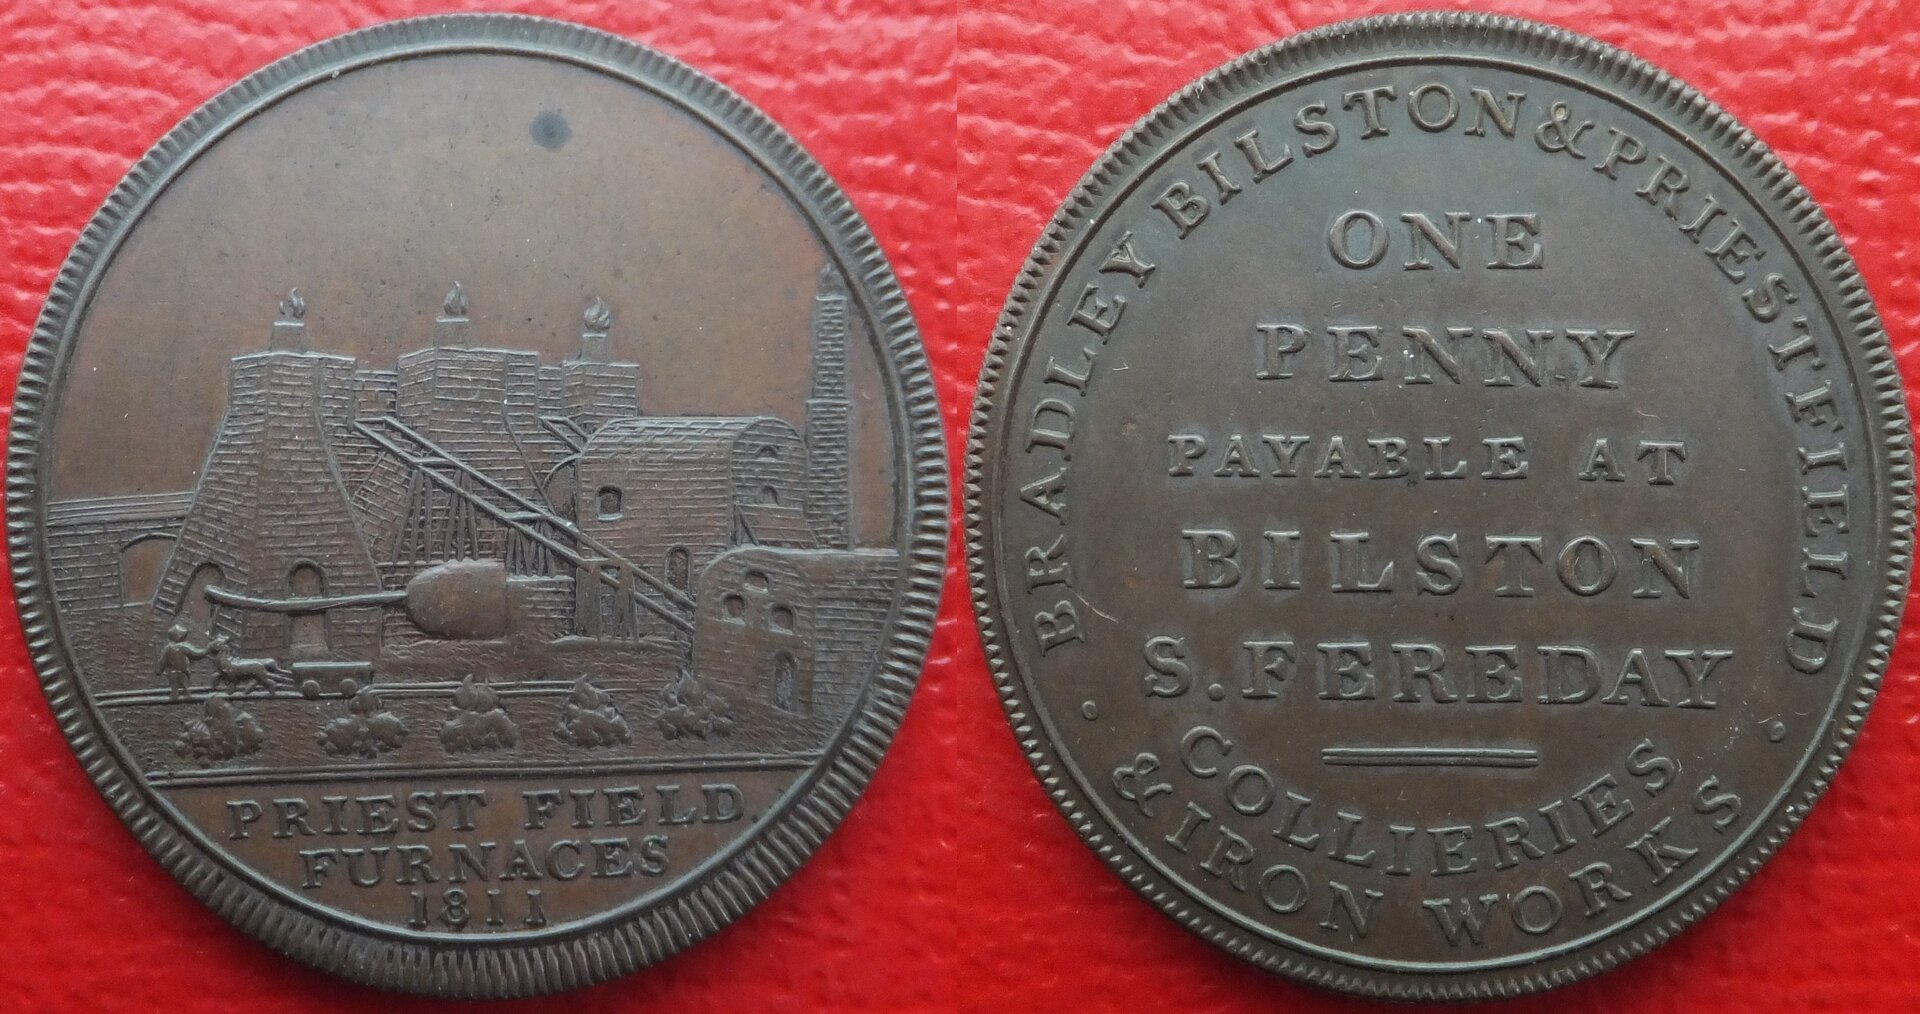 PRIEST FIELD
FURNACES
1811
BRADLEY BILSTON & PRIESTFIELD
ONE
PENNY
PAYABLE AT
BILSTON
S. FEREDAY
COLLIERIES
& IRON WORKS